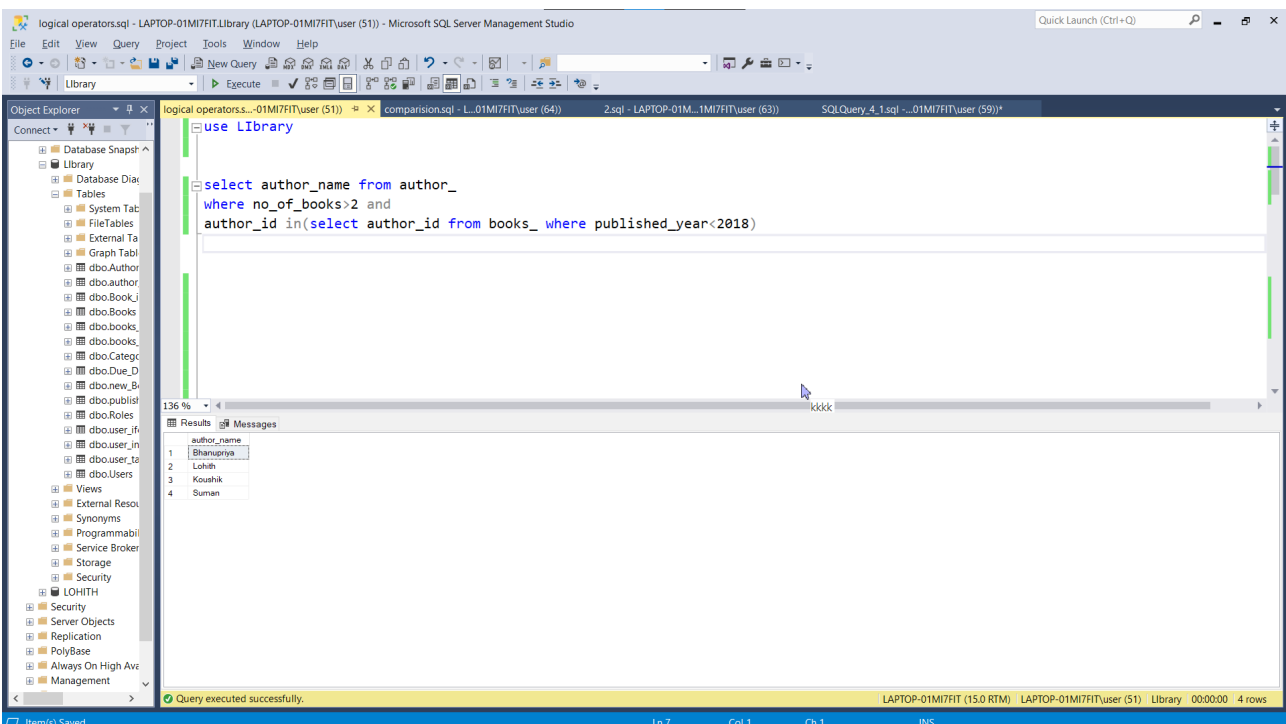 logical operators.sql - LAPTOP-01MI7FIT.LIbrary (LAPTOP-01MI7FIT\user (51)) - Microsoft SQL Server Management Studio
Quick Launch (Ctrl+Q)
File Edit View Query Project Tools Window Help
New Query
LIbrary Execute
Object Explorer
logical operators.s...-01MI7FIT\user (51)) comparision.sql - L...01MI7FIT\user (64)) 2.sql - LAPTOP-01M...1MI7FIT\user (63)) SQLQuery_4_1.sql -...01MI7FIT\user (59))*
Connect
Database Snapsh
LIbrary
Database Diag
Tables
System Tab
FileTables
External Ta
Graph Tabl
dbo.Author
dbo.author
dbo.Book_i
dbo.Books
dbo.books_
dbo.books_
dbo.Catego
dbo.Due_D
dbo.new_B
dbo.publish
dbo.Roles
dbo.user_if
dbo.user_in
dbo.user_ta
dbo.Users
Views
External Resou
Synonyms
Programmabil
Service Broker
Storage
Security
LOHITH
Security
Server Objects
Replication
PolyBase
Always On High Ava
Management
use LIbrary
select author_name from author_
where no_of_books>2 and
author_id in(select author_id from books_ where published_year<2018)
kkkk
136 %
Results Messages
author_name
1 Bhanupriya
2 Lohith
3 Koushik
4 Suman
Query executed successfully. LAPTOP-01MI7FIT (15.0 RTM) LAPTOP-01MI7FIT\user (51) LIbrary 00:00:00 4 rows
Item(s) Saved Ln 7 Col 1 Ch 1 INS